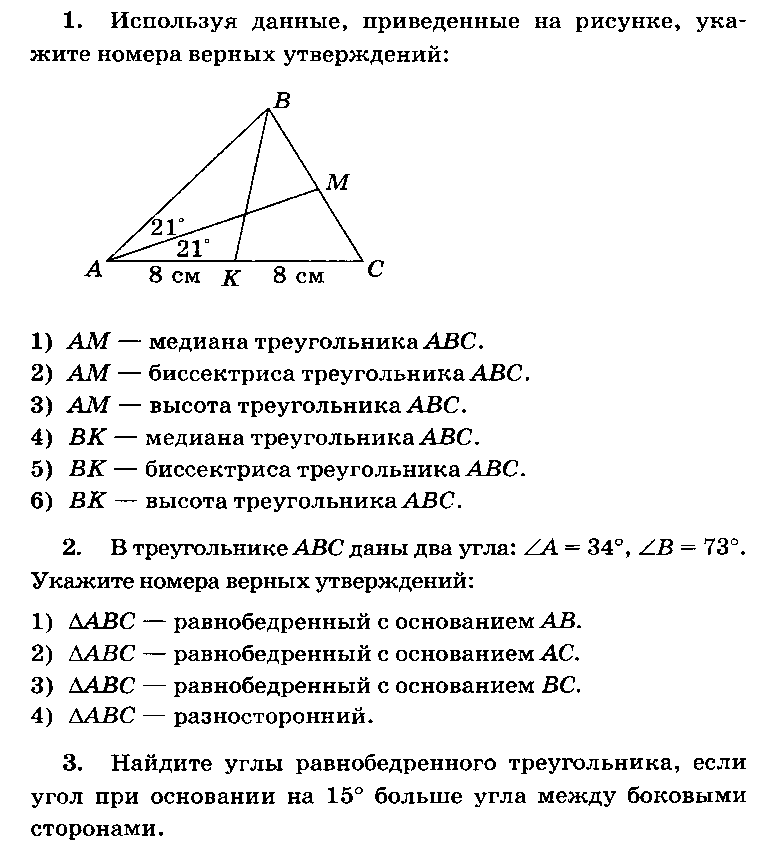 1. Используя данные, приведенные на рисунке, ука-
жите номера верных утверждений:
B
M
21°
21°
A
8 см
K
8 см
C
1) AM — медиана треугольника ABC.
2) AM — биссектриса треугольника ABC.
3) AM — высота треугольника ABC.
4) BK — медиана треугольника ABC.
5) BK — биссектриса треугольника ABC.
6) BK — высота треугольника ABC.
2. В треугольнике ABC даны два угла: ∠A = 34°, ∠B = 73°.
Укажите номера верных утверждений:
1) ΔABC — равнобедренный с основанием AB.
2) ΔABC — равнобедренный с основанием AC.
3) ΔABC — равнобедренный с основанием BC.
4) ΔABC — разносторонний.
3. Найдите углы равнобедренного треугольника, если
угол при основании на 15° больше угла между боковыми
сторонами.